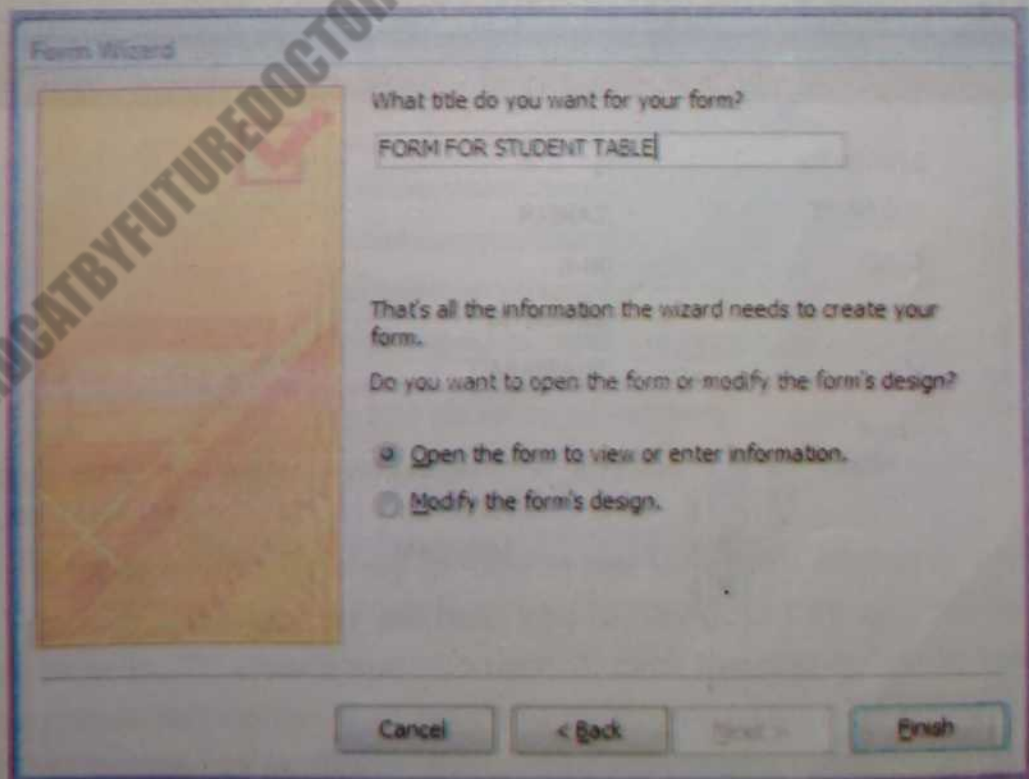 Form Wizard
What title do you want for your form?
FORM FOR STUDENT TABLE
That's all the information the wizard needs to create your
form.
Do you want to open the form or modify the form's design?
Open the form to view or enter information.
Modify the form's design.
Cancel
< Back
Next >
Finish